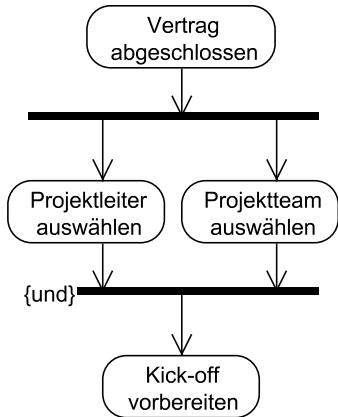 Vertrag
abgeschlossen
Projektleiter
auswählen
Projektteam
auswählen
{und}
Kick-off
vorbereiten